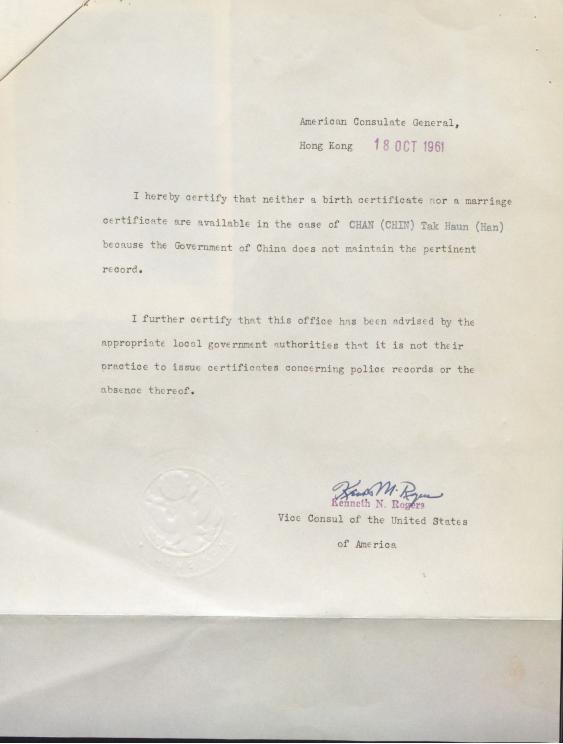 American Consulate General,
Hong Kong 18 OCT 1961
I hereby certify that neither a birth certificate nor a marriage
certificate are available in the case of CHAN (CHIN) Tak Haun (Han)
because the Government of China does not maintain the pertinent
record.
I further certify that this office has been advised by the
appropriate local government authorities that it is not their
practice to issue certificates concerning police records or the
absence thereof.
Kenneth N. Rogers
Vice Consul of the United States
of America